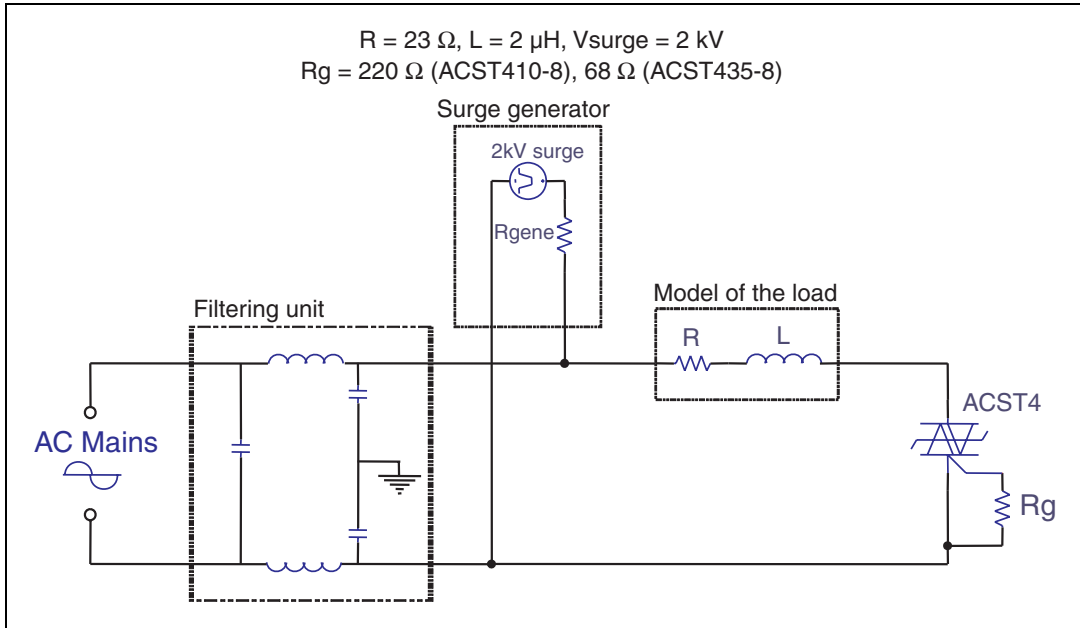 R = 23 Ω, L = 2 µH, Vsurge = 2 kV
Rg = 220 Ω (ACST410-8), 68 Ω (ACST435-8)
Surge generator
2kV surge
Rgene
Filtering unit
Model of the load
R
L
ACST4
AC Mains
Rg